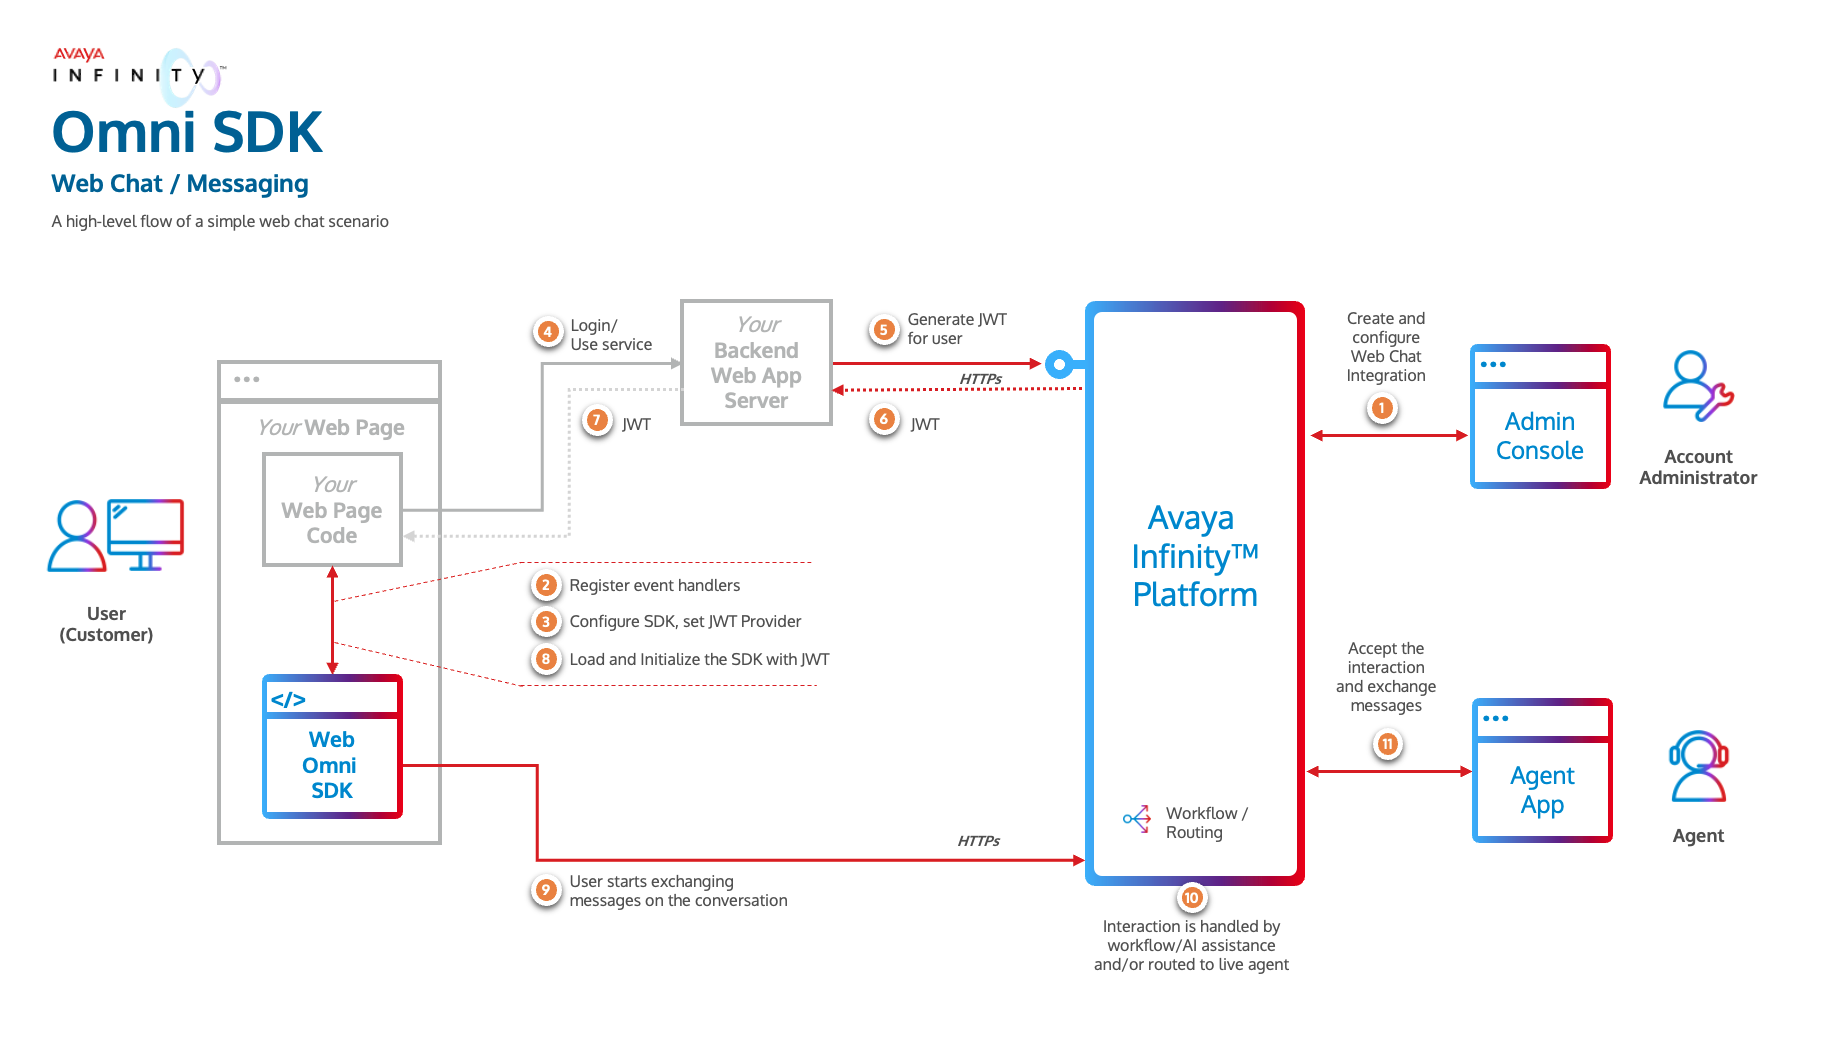 AVAYA
INFINITY™
Omni SDK
Web Chat / Messaging
A high-level flow of a simple web chat scenario
User
(Customer)
Your Web Page
Your
Web Page
Code
</>
Web
Omni
SDK
4
Login/
Use service
7
JWT
Your
Backend
Web App
Server
5
Generate JWT
for user
HTTPs
6
JWT
2
Register event handlers
3
Configure SDK, set JWT Provider
8
Load and Initialize the SDK with JWT
HTTPs
9
User starts exchanging
messages on the conversation
Avaya
Infinity™
Platform
Workflow /
Routing
10
Interaction is handled by
workflow/AI assistance
and/or routed to live agent
Create and
configure
Web Chat
Integration
1
Admin
Console
Account
Administrator
Accept the
interaction
and exchange
messages
11
Agent
App
Agent